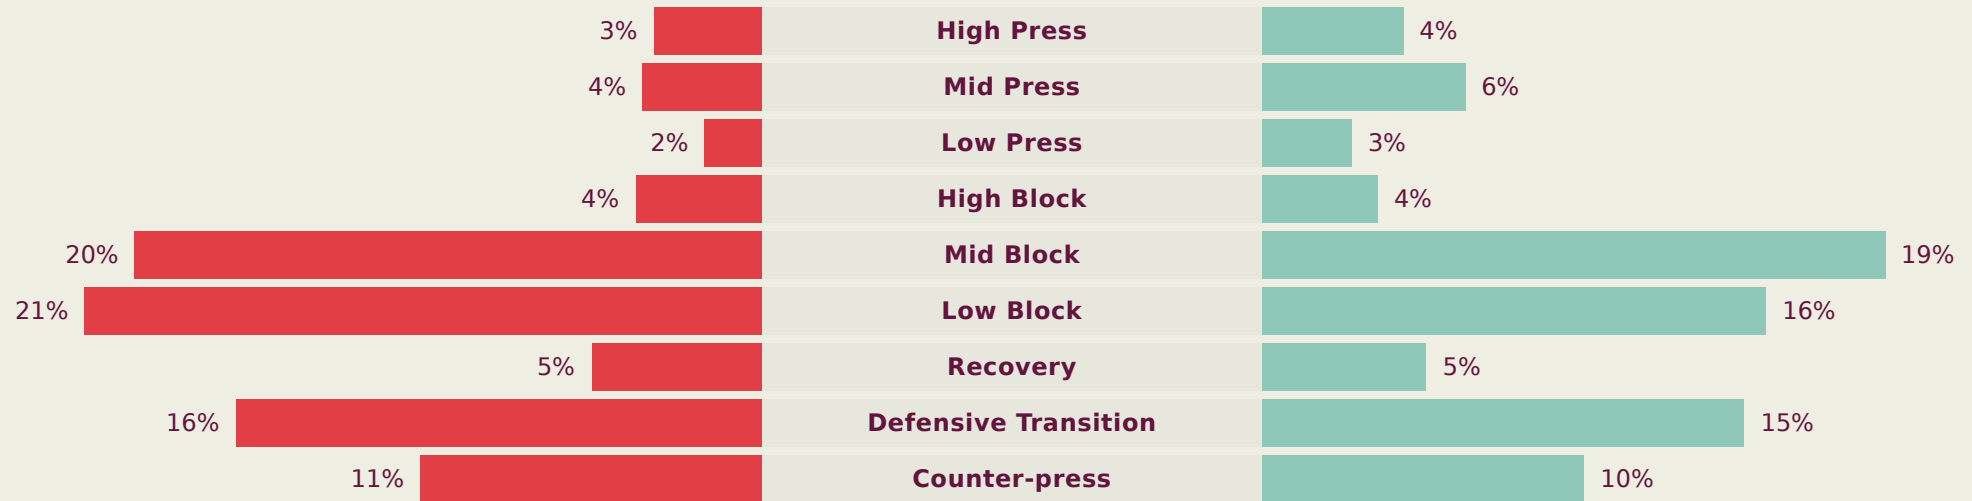 3% High Press 4%
4% Mid Press 6%
2% Low Press 3%
4% High Block 4%
20% Mid Block 19%
21% Low Block 16%
5% Recovery 5%
16% Defensive Transition 15%
11% Counter-press 10%